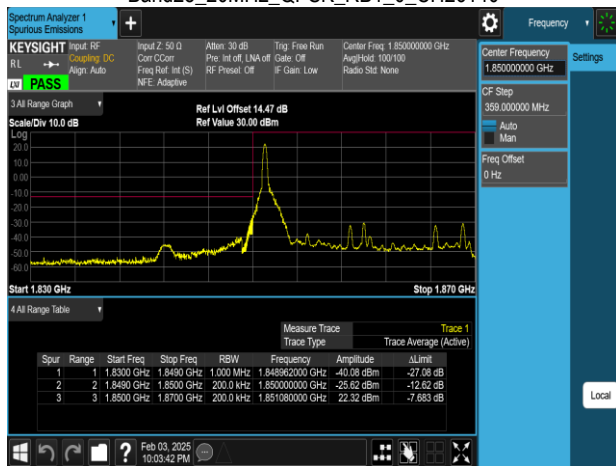 Spectrum Analyzer 1
Spurious Emissions
+
Frequency
KEYSIGHT
RL
PASS
Input: RF
Coupling: DC
Align: Auto
Input Z: 50 Ω
Corr CCorr
Freq Ref: Int (S)
NFE: Adaptive
Atten: 30 dB
Pre: Int off, LNA off
RF Preset: Off
Trig: Free Run
Gate: Off
IF Gain: Low
Center Freq: 1.850000000 GHz
Avg|Hold: 100/100
Radio Std: None
Center Frequency
1.850000000 GHz
Settings
CF Step
359.000000 MHz
Auto
Man
Freq Offset
0 Hz
3 All Range Graph
Scale/Div 10.0 dB
Ref Lvl Offset 14.47 dB
Ref Value 30.00 dBm
Log
20.0
10.0
0.00
-10.0
-20.0
-30.0
-40.0
-50.0
-60.0
Start 1.830 GHz
Stop 1.870 GHz
4 All Range Table
Measure Trace Trace 1
Trace Type Trace Average (Active)
Spur Range Start Freq Stop Freq RBW Frequency Amplitude ΔLimit
1 1 1.8300 GHz 1.8490 GHz 1.000 MHz 1.848962000 GHz -40.08 dBm -27.08 dB
2 2 1.8490 GHz 1.8500 GHz 200.0 kHz 1.850000000 GHz -25.62 dBm -12.62 dB
3 3 1.8500 GHz 1.8700 GHz 200.0 kHz 1.851080000 GHz 22.32 dBm -7.683 dB
Local
?
Feb 03, 2025
10:03:42 PM